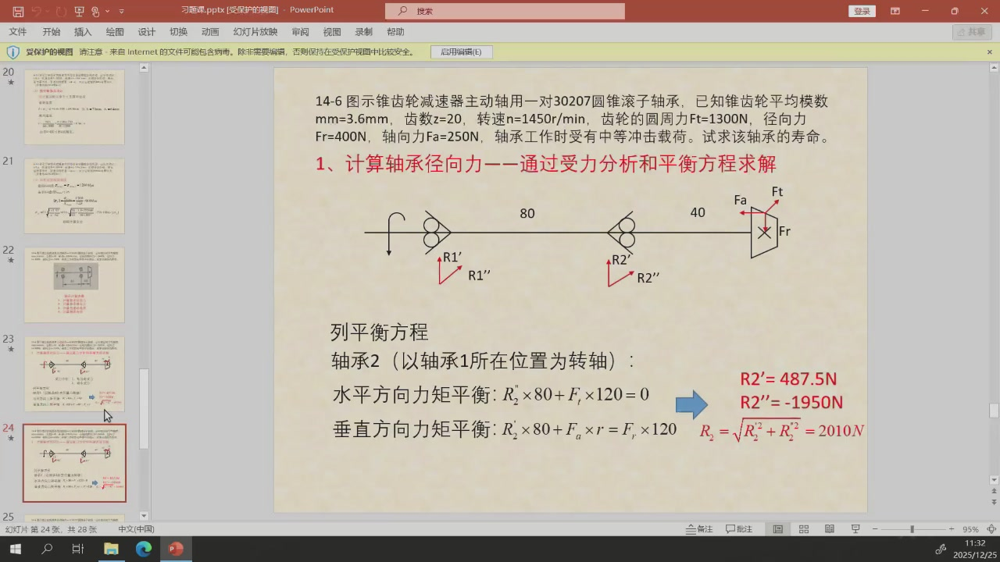 习题课.pptx [受保护的视图] - PowerPoint
搜索
登录
文件 开始 插入 绘图 设计 切换 动画 幻灯片放映 审阅 视图 录制 帮助
共享
受保护的视图 请注意 - 来自 Internet 的文件可能包含病毒。除非需要编辑，否则保持在受保护视图中比较安全。
启用编辑(E)
20
21
22
23
24
25
14-6 图示锥齿轮减速器主动轴用一对30207圆锥滚子轴承，已知锥齿轮平均模数
mm=3.6mm，齿数z=20，转速n=1450r/min，齿轮的圆周力Ft=1300N，径向力
Fr=400N，轴向力Fa=250N，轴承工作时受有中等冲击载荷。试求该轴承的寿命。
1、计算轴承径向力——通过受力分析和平衡方程求解
80
40
Fa
Ft
Fr
R1'
R1''
R2'
R2''
列平衡方程
轴承2（以轴承1所在位置为转轴）:
水平方向力矩平衡: R₂''×80+Fₜ×120=0
垂直方向力矩平衡: R₂'×80+Fₐ×r=Fᵣ×120
R2'= 487.5N
R2''= -1950N
R₂ = √(R₂'²+R₂''²) = 2010N
幻灯片 第 24 张，共 28 张
中文(中国)
备注
批注
95%
11:32
2025/12/25